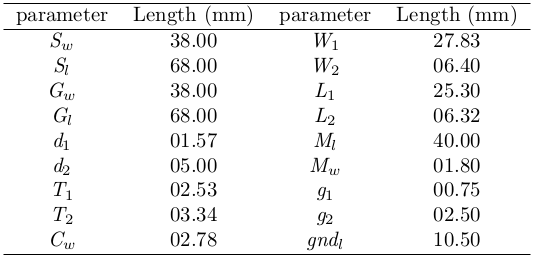 parameter Length (mm) parameter Length (mm)
S_w 38.00 W_1 27.83
S_l 68.00 W_2 06.40
G_w 38.00 L_1 25.30
G_l 68.00 L_2 06.32
d_1 01.57 M_l 40.00
d_2 05.00 M_w 01.80
T_1 02.53 g_1 00.75
T_2 03.34 g_2 02.50
C_w 02.78 gnd_l 10.50